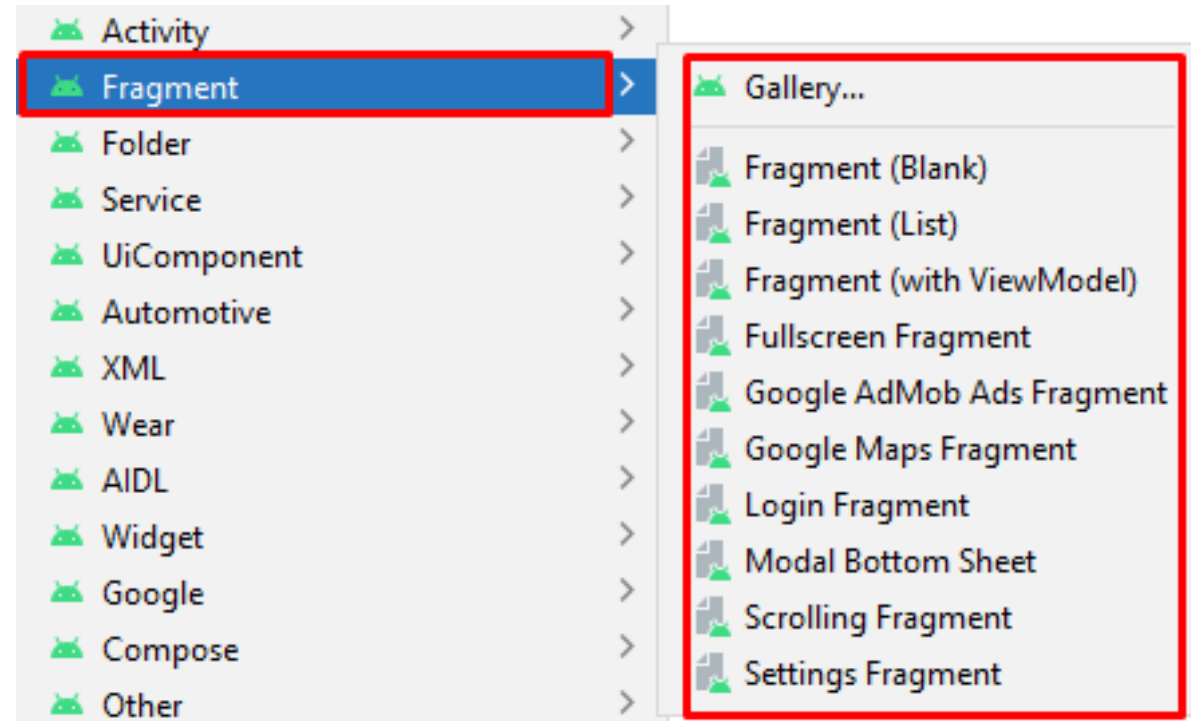 Activity
Fragment
Folder
Service
UiComponent
Automotive
XML
Wear
AIDL
Widget
Google
Compose
Other
Gallery...
Fragment (Blank)
Fragment (List)
Fragment (with ViewModel)
Fullscreen Fragment
Google AdMob Ads Fragment
Google Maps Fragment
Login Fragment
Modal Bottom Sheet
Scrolling Fragment
Settings Fragment